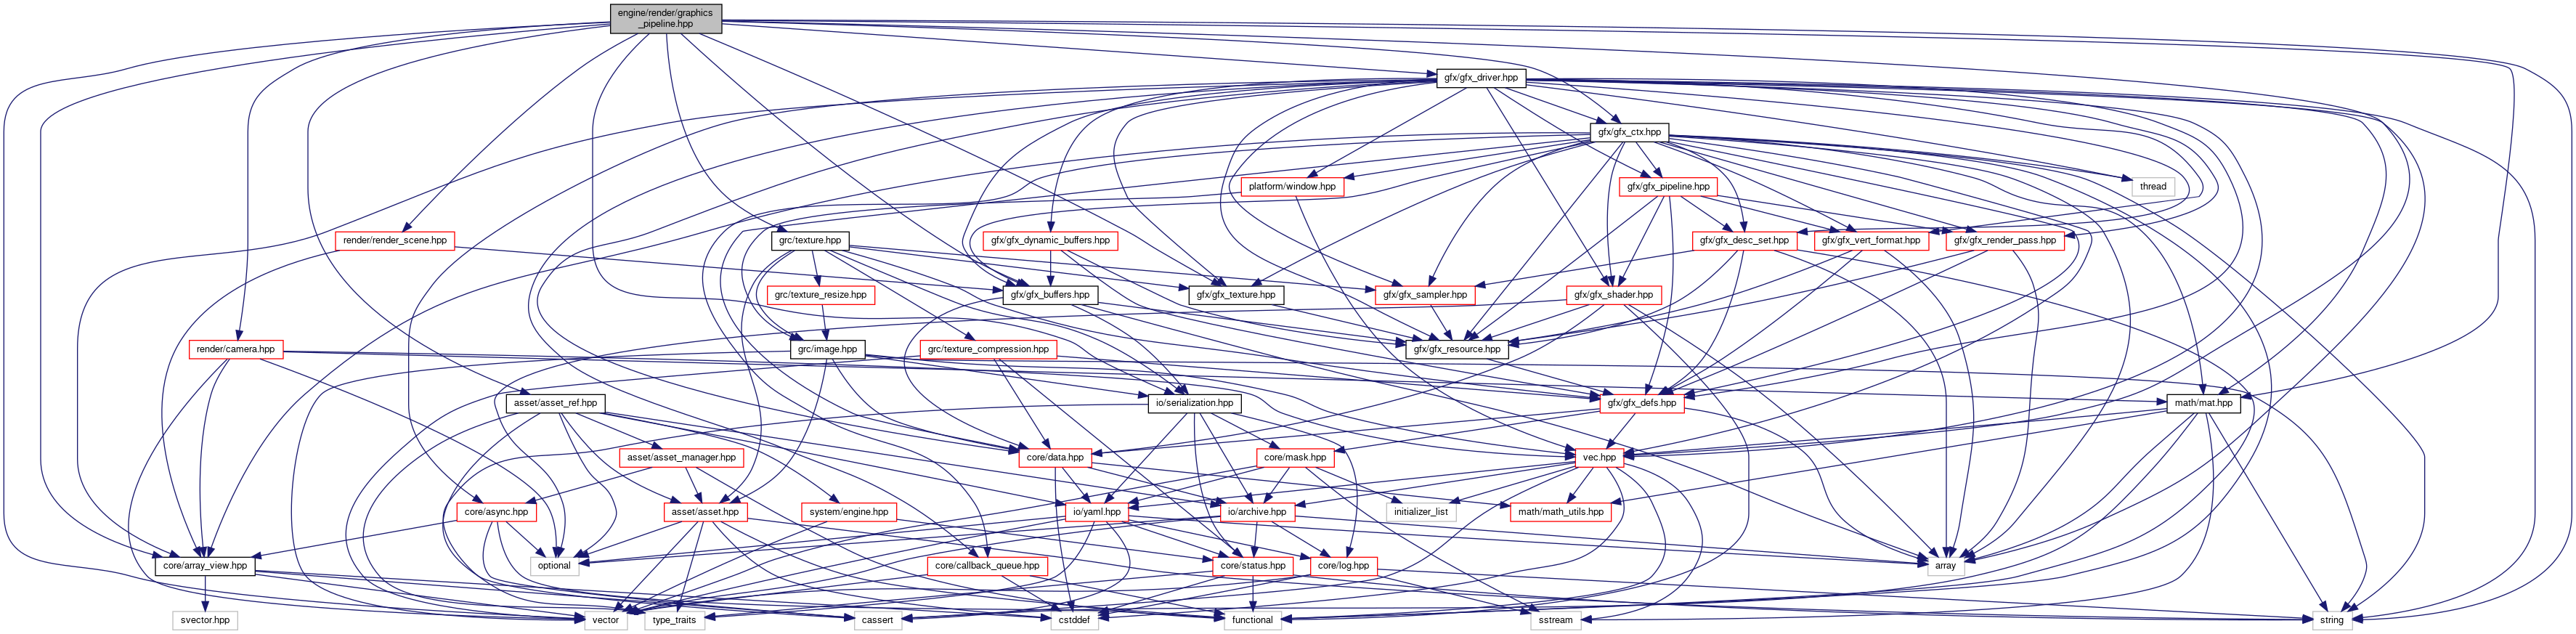 engine/render/graphics
_pipeline.hpp
gfx/gfx_driver.hpp
gfx/gfx_ctx.hpp
platform/window.hpp
gfx/gfx_pipeline.hpp
thread
render/render_scene.hpp
grc/texture.hpp
gfx/gfx_dynamic_buffers.hpp
gfx/gfx_desc_set.hpp
gfx/gfx_vert_format.hpp
gfx/gfx_render_pass.hpp
grc/texture_resize.hpp
gfx/gfx_buffers.hpp
gfx/gfx_texture.hpp
gfx/gfx_sampler.hpp
gfx/gfx_shader.hpp
render/camera.hpp
grc/image.hpp
grc/texture_compression.hpp
gfx/gfx_resource.hpp
asset/asset_ref.hpp
io/serialization.hpp
gfx/gfx_defs.hpp
math/mat.hpp
asset/asset_manager.hpp
core/data.hpp
core/mask.hpp
vec.hpp
core/async.hpp
asset/asset.hpp
system/engine.hpp
io/yaml.hpp
io/archive.hpp
initializer_list
math/math_utils.hpp
core/array_view.hpp
optional
core/callback_queue.hpp
core/status.hpp
core/log.hpp
array
svector.hpp
vector
type_traits
cassert
cstddef
functional
sstream
string